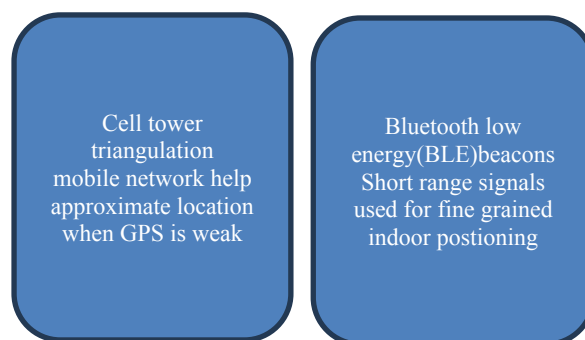 Cell tower
triangulation
mobile network help
approximate location
when GPS is weak
Bluetooth low
energy(BLE)beacons
Short range signals
used for fine grained
indoor postioning